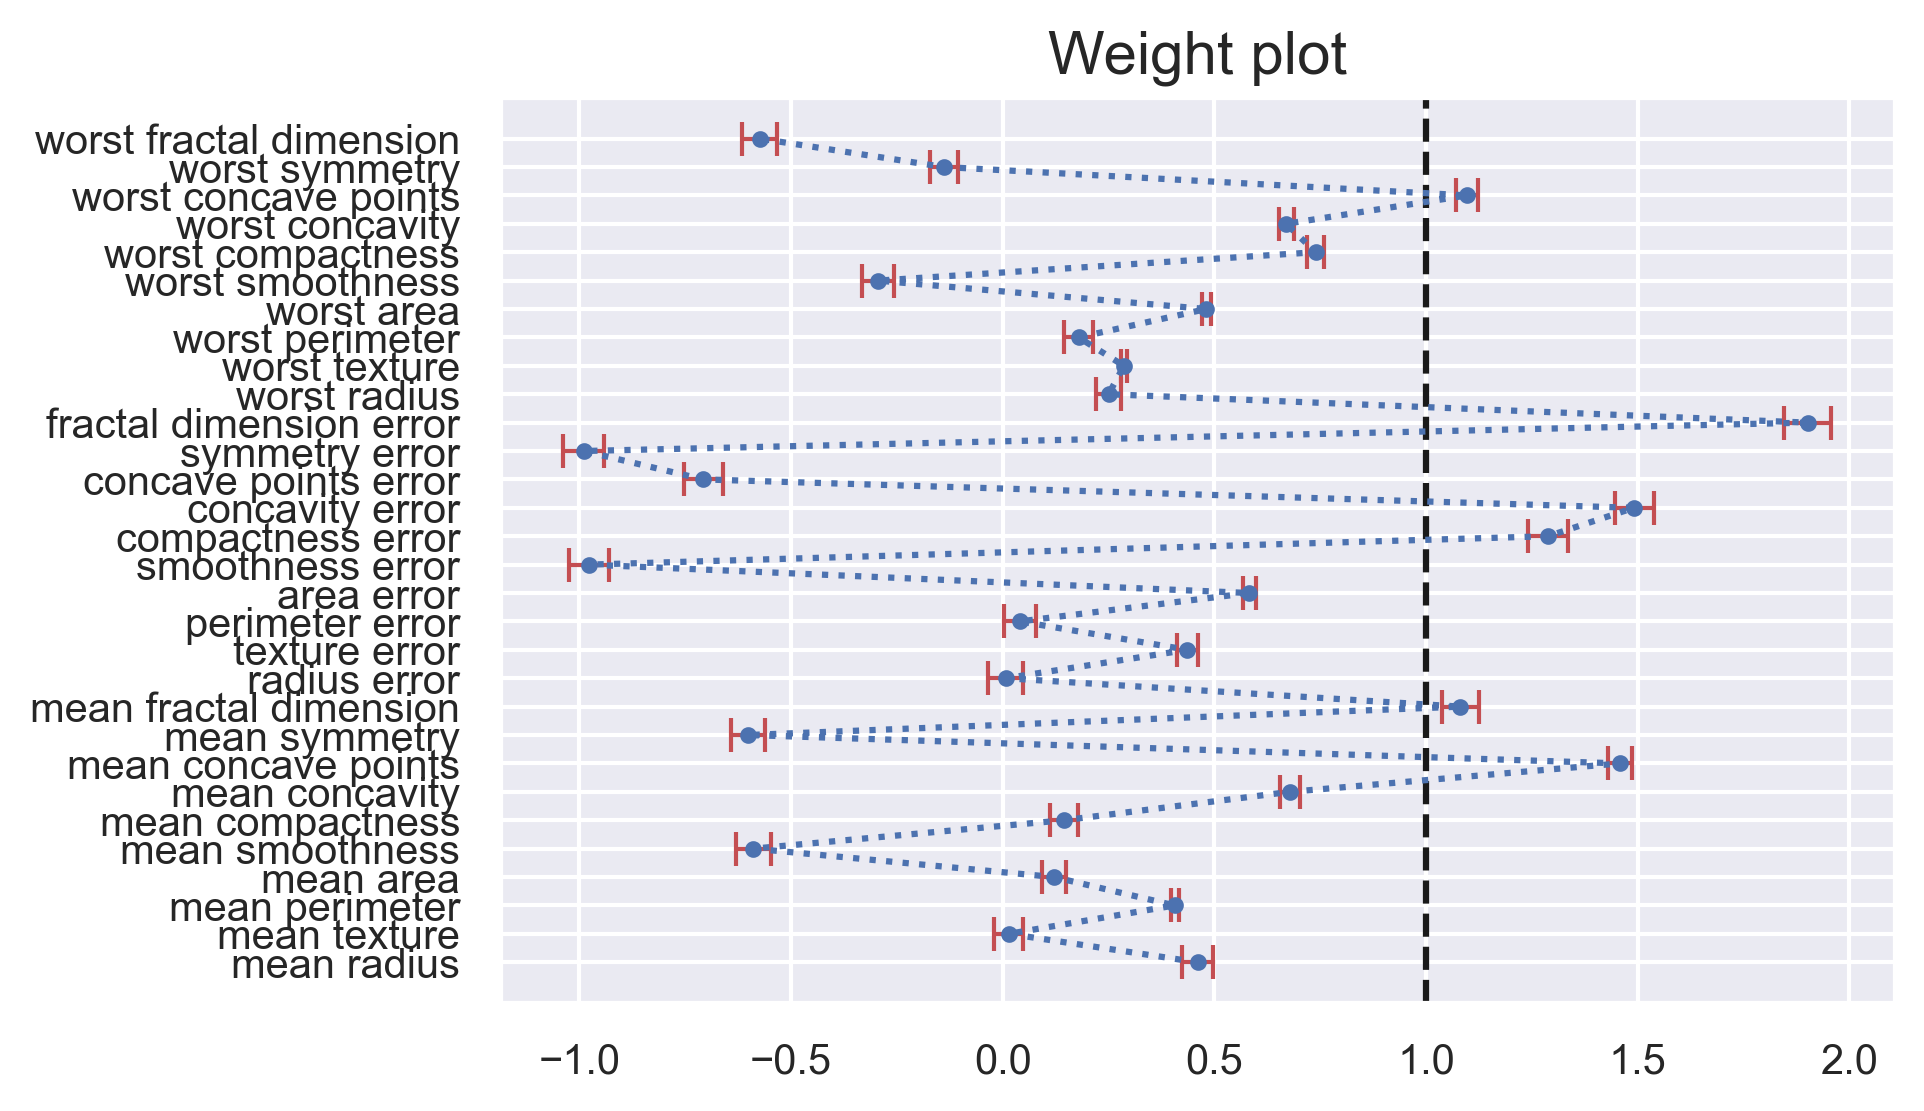 Weight plot
worst fractal dimension
worst symmetry
worst concave points
worst concavity
worst compactness
worst smoothness
worst area
worst perimeter
worst texture
worst radius
fractal dimension error
symmetry error
concave points error
concavity error
compactness error
smoothness error
area error
perimeter error
texture error
radius error
mean fractal dimension
mean symmetry
mean concave points
mean concavity
mean compactness
mean smoothness
mean area
mean perimeter
mean texture
mean radius
−1.0 −0.5 0.0 0.5 1.0 1.5 2.0